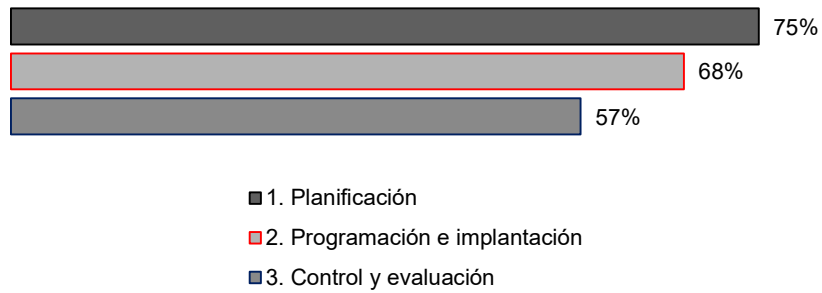 75%
68%
57%
1. Planificación
2. Programación e implantación
3. Control y evaluación